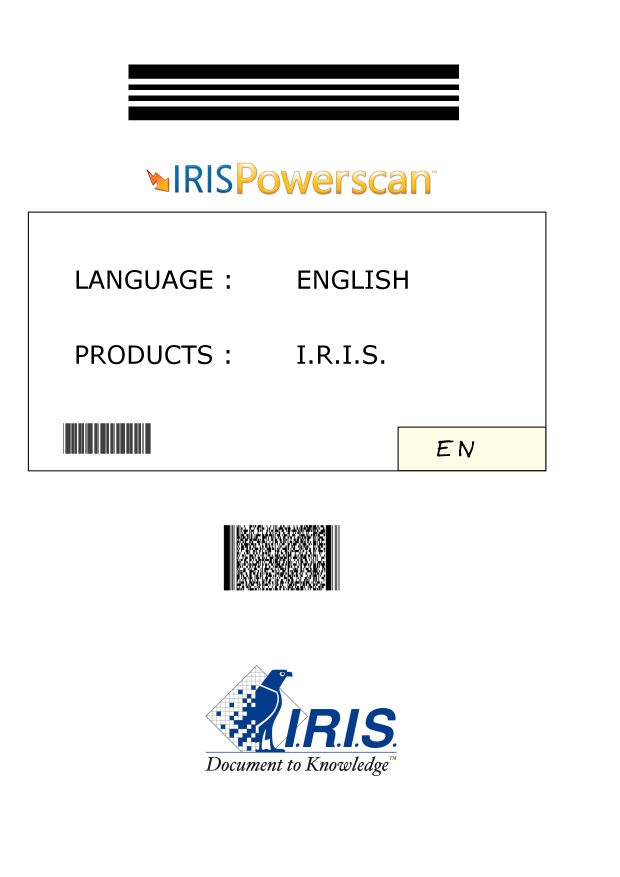 IRISPowerscan™
LANGUAGE : ENGLISH
PRODUCTS : I.R.I.S.
EN
I.R.I.S.
Document to Knowledge™